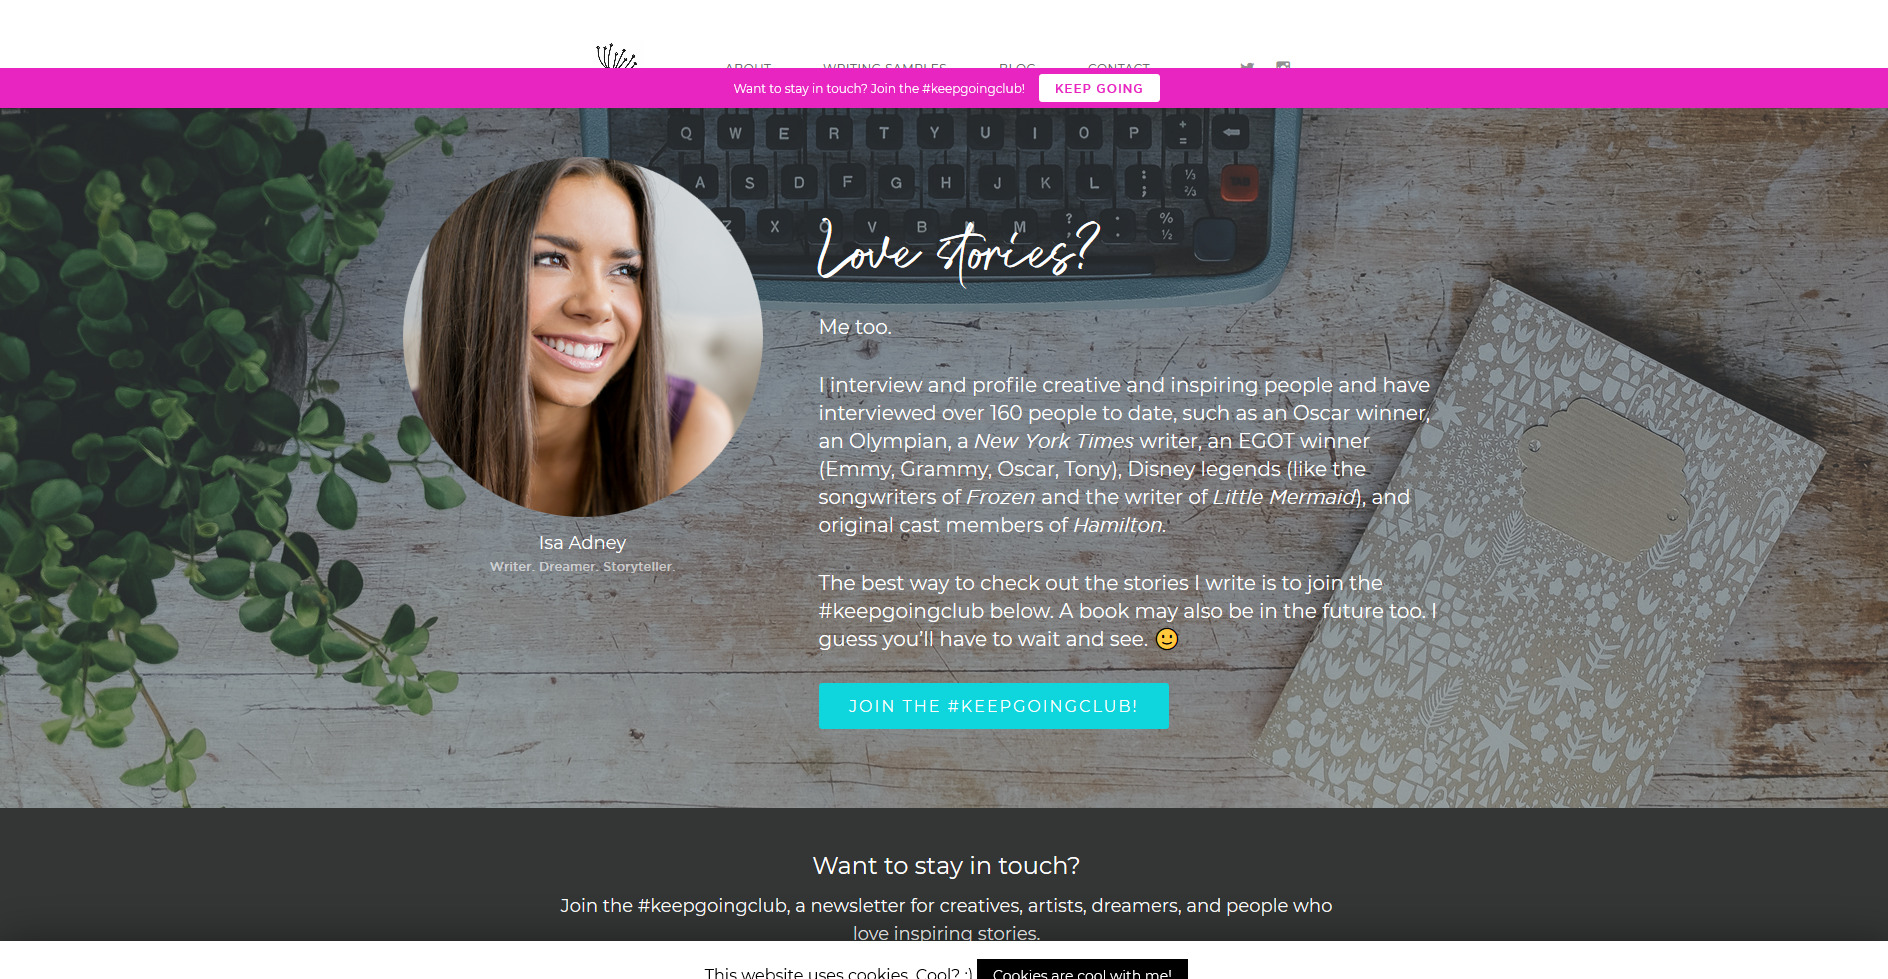 ABOUT WRITING SAMPLES BLOG CONTACT
Want to stay in touch? Join the #keepgoingclub! KEEP GOING
Q W E R T Y U I O P + =
A S D F G H J K L : ; 1/3 2/3 TAB
Z X C V B N M ? , . % 1/2
Love stories?
Me too.
I interview and profile creative and inspiring people and have
interviewed over 160 people to date, such as an Oscar winner,
an Olympian, a New York Times writer, an EGOT winner
(Emmy, Grammy, Oscar, Tony), Disney legends (like the
songwriters of Frozen and the writer of Little Mermaid), and
original cast members of Hamilton.
Isa Adney
Writer. Dreamer. Storyteller.
The best way to check out the stories I write is to join the
#keepgoingclub below. A book may also be in the future too. I
guess you'll have to wait and see. 🙂
JOIN THE #KEEPGOINGCLUB!
Want to stay in touch?
Join the #keepgoingclub, a newsletter for creatives, artists, dreamers, and people who
love inspiring stories.
This website uses cookies. Cool? :) Cookies are cool with me!